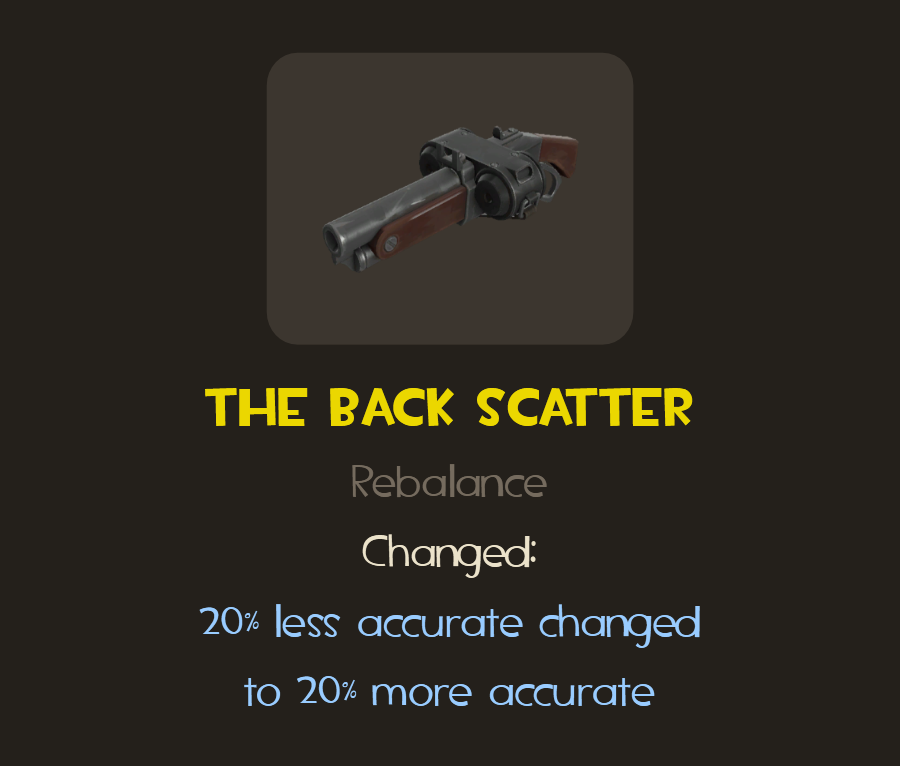 THE BACK SCATTER
Rebalance
Changed:
20% less accurate changed
to 20% more accurate